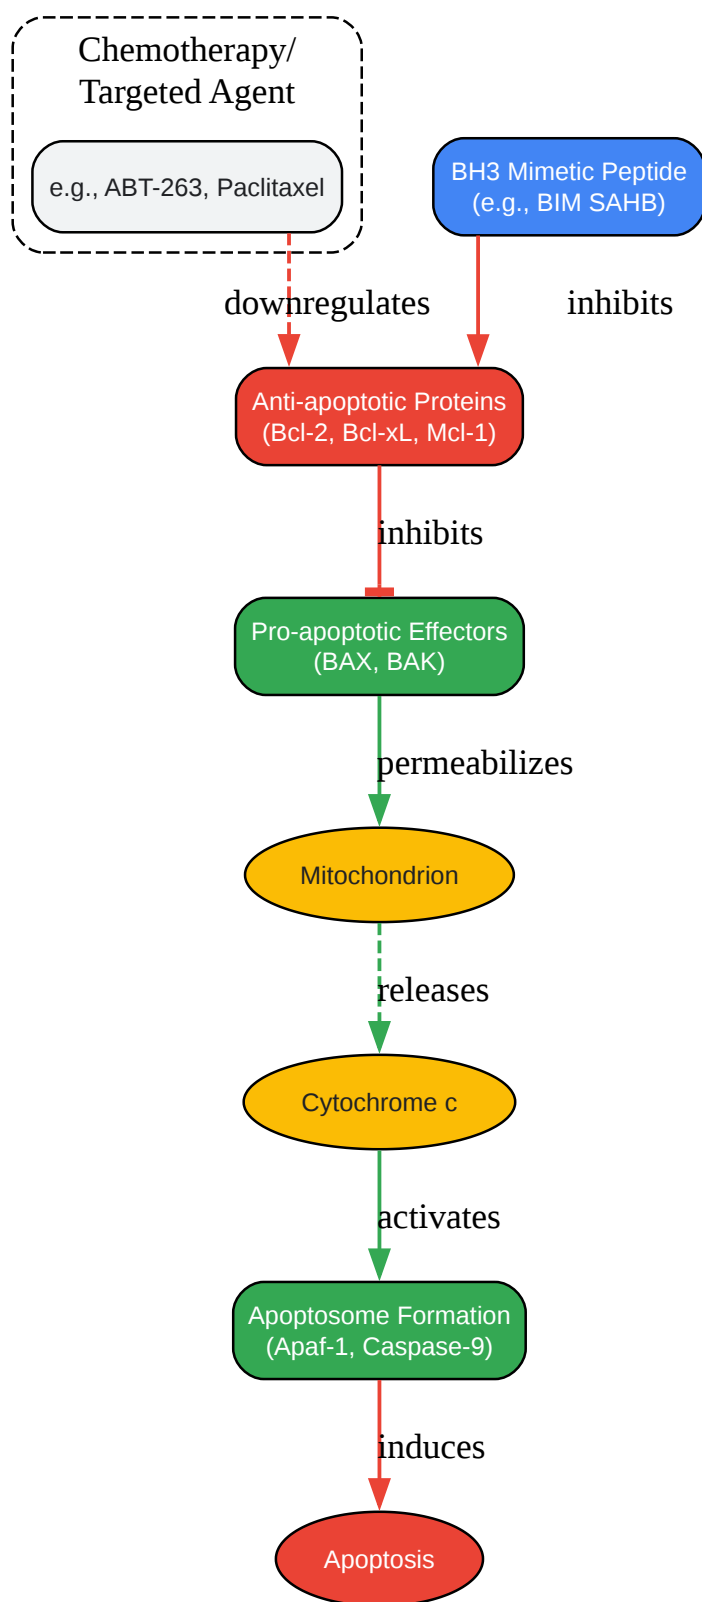 Chemotherapy/
Targeted Agent
e.g., ABT-263, Paclitaxel
BH3 Mimetic Peptide
(e.g., BIM SAHB)
downregulates
inhibits
Anti-apoptotic Proteins
(Bcl-2, Bcl-xL, Mcl-1)
inhibits
Pro-apoptotic Effectors
(BAX, BAK)
permeabilizes
Mitochondrion
releases
Cytochrome c
activates
Apoptosome Formation
(Apaf-1, Caspase-9)
induces
Apoptosis